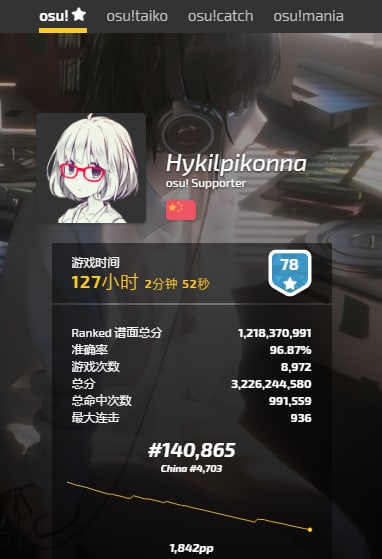 osu! osu!taiko osu!catch osu!mania
Hykilpikonna
osu! Supporter
游戏时间
127小时 2分钟 52秒
78
Ranked 谱面总分 1,218,370,991
准确率 96.87%
游戏次数 8,972
总分 3,226,244,580
总命中次数 991,559
最大连击 936
#140,865
China #4,703
1,842pp